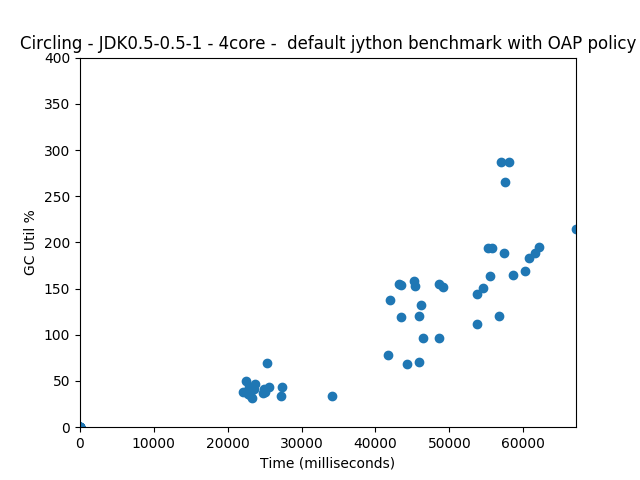 Circling - JDK0.5-0.5-1 - 4core -  default jython benchmark with OAP policy
400
350
300
250
200
150
100
50
0
GC Util %
0 10000 20000 30000 40000 50000 60000
Time (milliseconds)